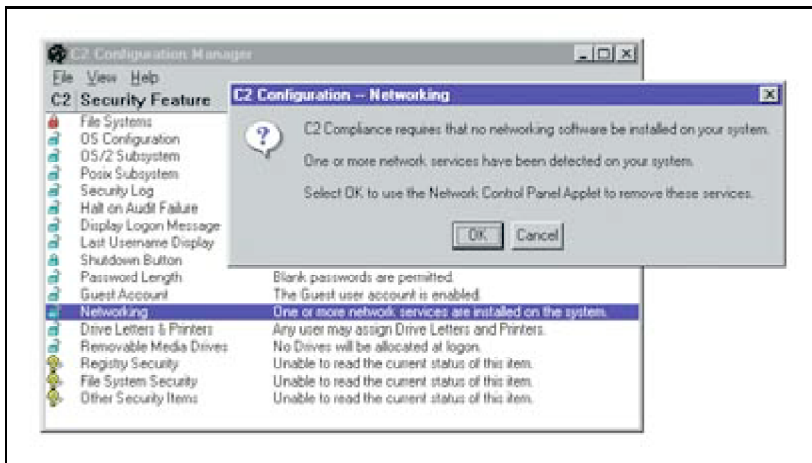 C2 Configuration Manager
File View Help
C2 Security Feature
C2 Configuration -- Networking
C2 Compliance requires that no networking software be installed on your system.
One or more network services have been detected on your system.
Select OK to use the Network Control Panel Applet to remove these services.
OK Cancel
File Systems
OS Configuration
OS/2 Subsystem
Posix Subsystem
Security Log
Halt on Audit Failure
Display Logon Message
Last Username Display
Shutdown Button
Password Length Blank passwords are permitted.
Guest Account The Guest user account is enabled.
Networking One or more network services are installed on the system.
Drive Letters & Printers Any user may assign Drive Letters and Printers.
Removable Media Drives No Drives will be allocated at logon.
Registry Security Unable to read the current status of this item.
File System Security Unable to read the current status of this item.
Other Security Items Unable to read the current status of this item.